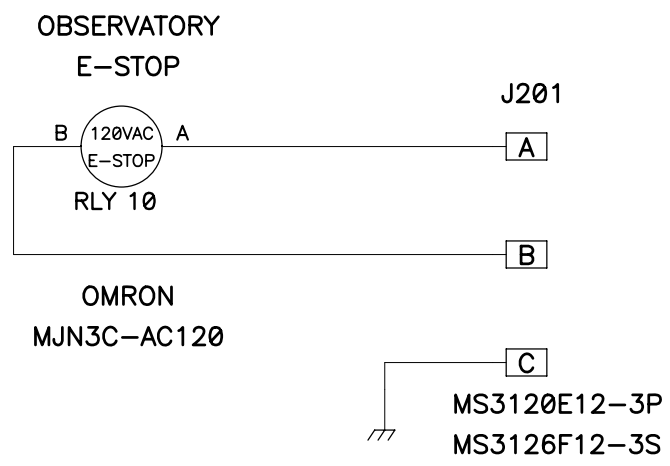 OBSERVATORY
E-STOP
J201
B 120VAC A
E-STOP
A
RLY 10
B
OMRON
MJN3C-AC120
C
MS3120E12-3P
MS3126F12-3S